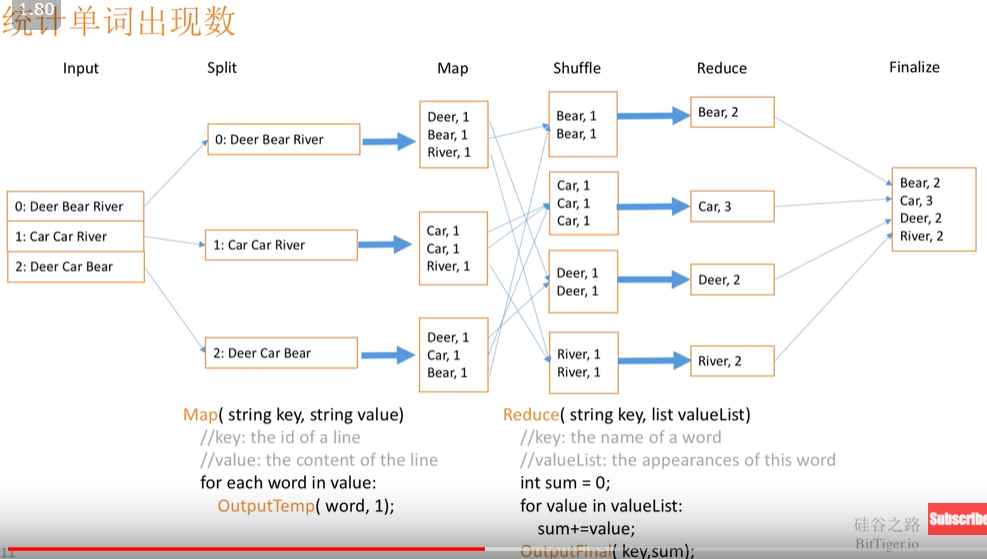 1.80
统计单词出现数
Input
Split
Map
Shuffle
Reduce
Finalize
0: Deer Bear River
1: Car Car River
2: Deer Car Bear
0: Deer Bear River
1: Car Car River
2: Deer Car Bear
Deer, 1
Bear, 1
River, 1
Car, 1
Car, 1
River, 1
Deer, 1
Car, 1
Bear, 1
Bear, 1
Bear, 1
Car, 1
Car, 1
Car, 1
Deer, 1
Deer, 1
River, 1
River, 1
Bear, 2
Car, 3
Deer, 2
River, 2
Bear, 2
Car, 3
Deer, 2
River, 2
Map( string key, string value)
//key: the id of a line
//value: the content of the line
for each word in value:
OutputTemp( word, 1);
Reduce( string key, list valueList)
//key: the name of a word
//valueList: the appearances of this word
int sum = 0;
for value in valueList:
sum+=value;
OutputFinal( key,sum);
硅谷之路
BitTiger.io
Subscribe
11